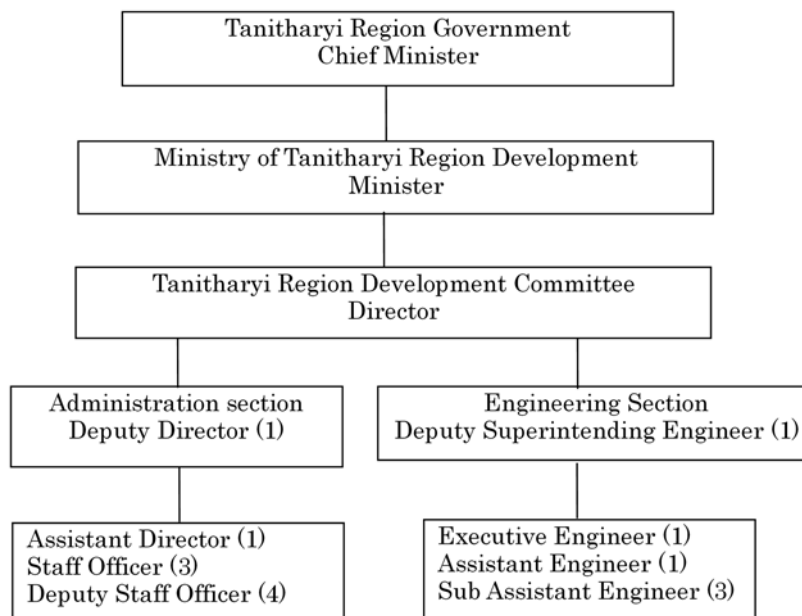 Tanitharyi Region Government
Chief Minister
Ministry of Tanitharyi Region Development
Minister
Tanitharyi Region Development Committee
Director
Administration section
Deputy Director (1)
Engineering Section
Deputy Superintending Engineer (1)
Assistant Director (1)
Staff Officer (3)
Deputy Staff Officer (4)
Executive Engineer (1)
Assistant Engineer (1)
Sub Assistant Engineer (3)